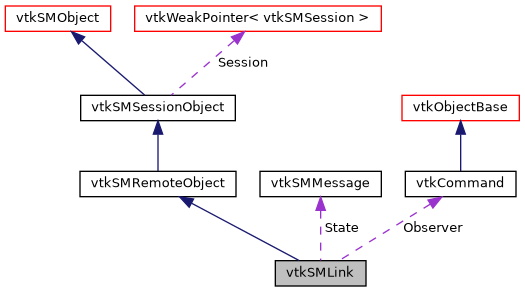 vtkSMObject
vtkWeakPointer< vtkSMSession >
Session
vtkSMSessionObject
vtkObjectBase
vtkSMRemoteObject
vtkSMMessage
vtkCommand
State
Observer
vtkSMLink